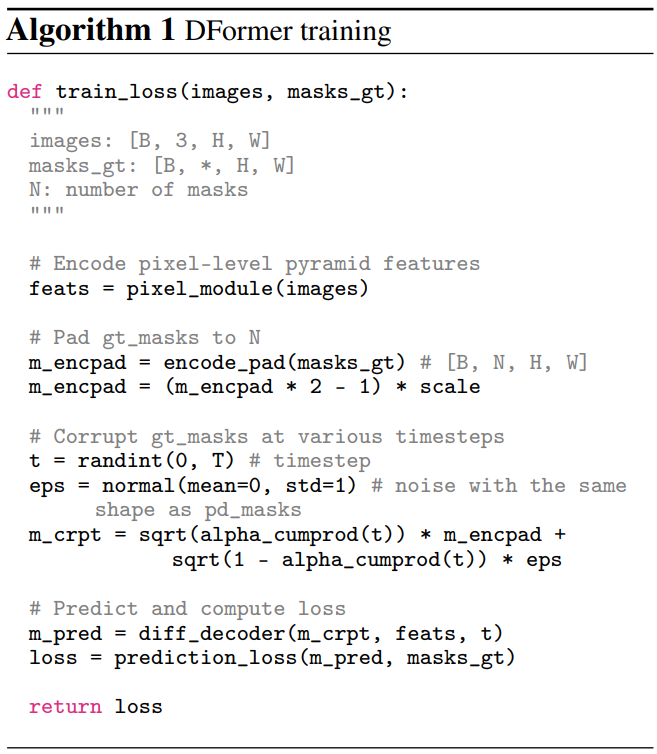 Algorithm 1 DFormer training
def train_loss(images, masks_gt):
"""
images: [B, 3, H, W]
masks_gt: [B, *, H, W]
N: number of masks
"""
# Encode pixel-level pyramid features
feats = pixel_module(images)
# Pad gt_masks to N
m_encpad = encode_pad(masks_gt) # [B, N, H, W]
m_encpad = (m_encpad * 2 - 1) * scale
# Corrupt gt_masks at various timesteps
t = randint(0, T) # timestep
eps = normal(mean=0, std=1) # noise with the same
shape as pd_masks
m_crpt = sqrt(alpha_cumprod(t)) * m_encpad +
sqrt(1 - alpha_cumprod(t)) * eps
# Predict and compute loss
m_pred = diff_decoder(m_crpt, feats, t)
loss = prediction_loss(m_pred, masks_gt)
return loss